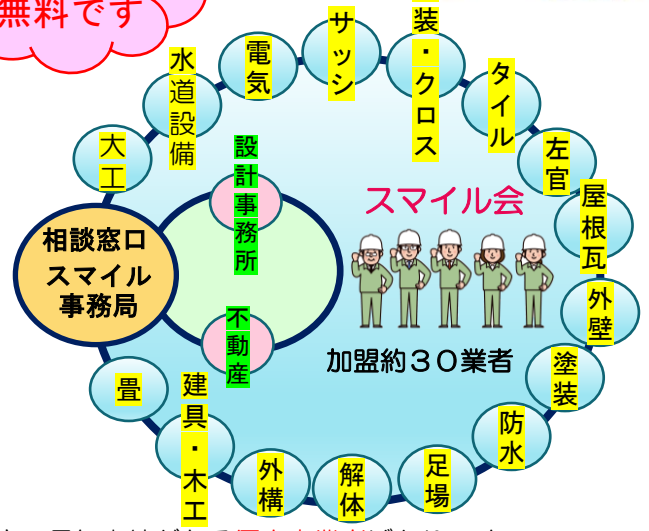 無料です
サッシ
装・クロス
電気
水道設備
タイル
大工
左官
設計事務所
屋根瓦
スマイル会
相談窓口
スマイル
事務局
外壁
不動産
加盟約３０業者
塗装
畳
建具・木工
防水
外構
解体
足場